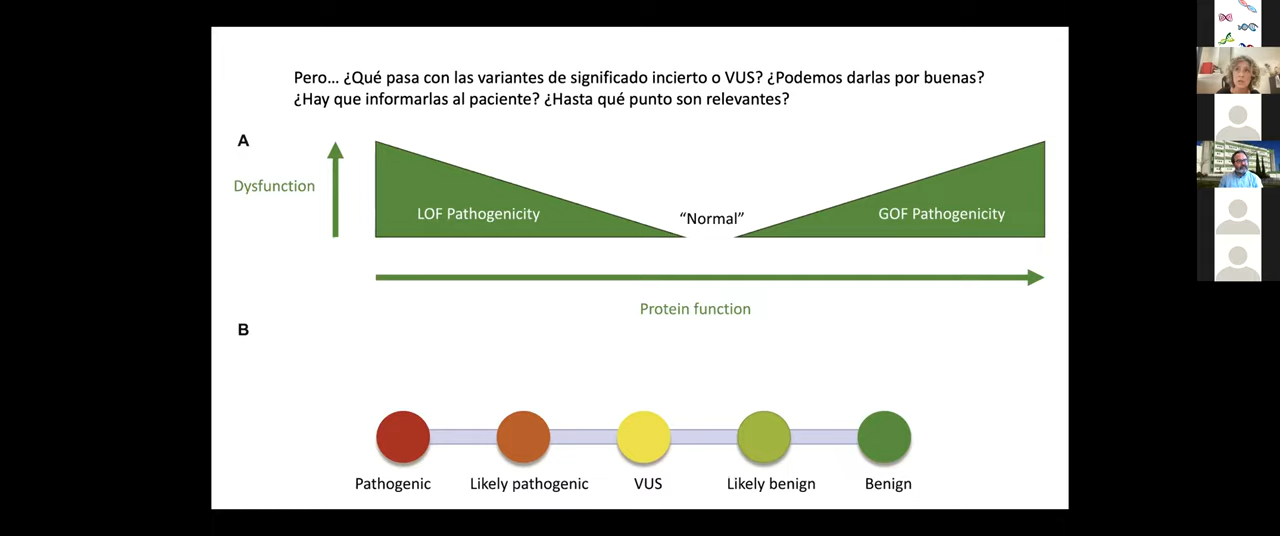 Pero... ¿Qué pasa con las variantes de significado incierto o VUS? ¿Podemos darlas por buenas?
¿Hay que informarlas al paciente? ¿Hasta qué punto son relevantes?
A
Dysfunction
LOF Pathogenicity
“Normal”
GOF Pathogenicity
Protein function
B
Pathogenic
Likely pathogenic
VUS
Likely benign
Benign